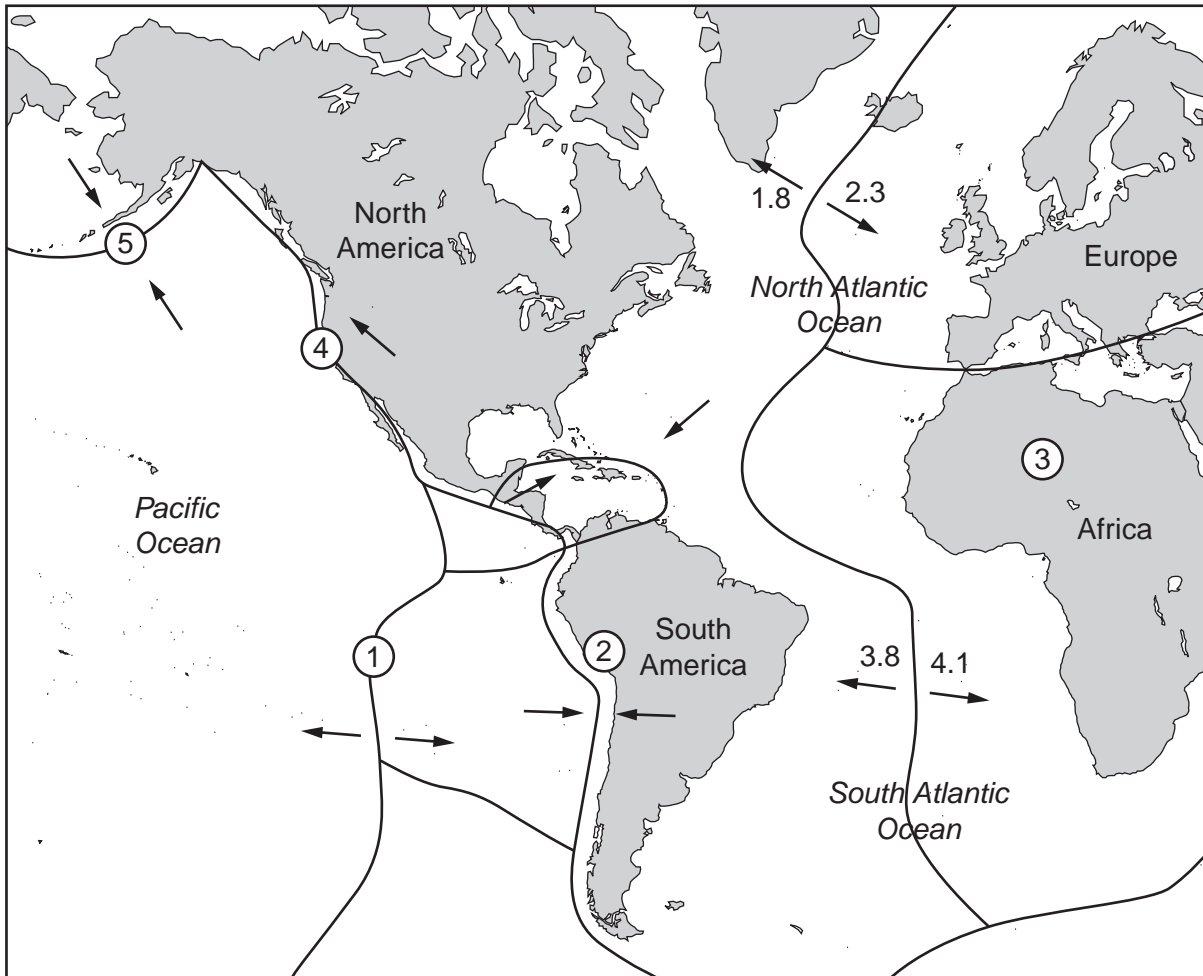 1.8
2.3
North
America
5
Europe
North Atlantic
Ocean
4
3
Pacific
Ocean
Africa
South
America
1
2
3.8
4.1
South Atlantic
Ocean